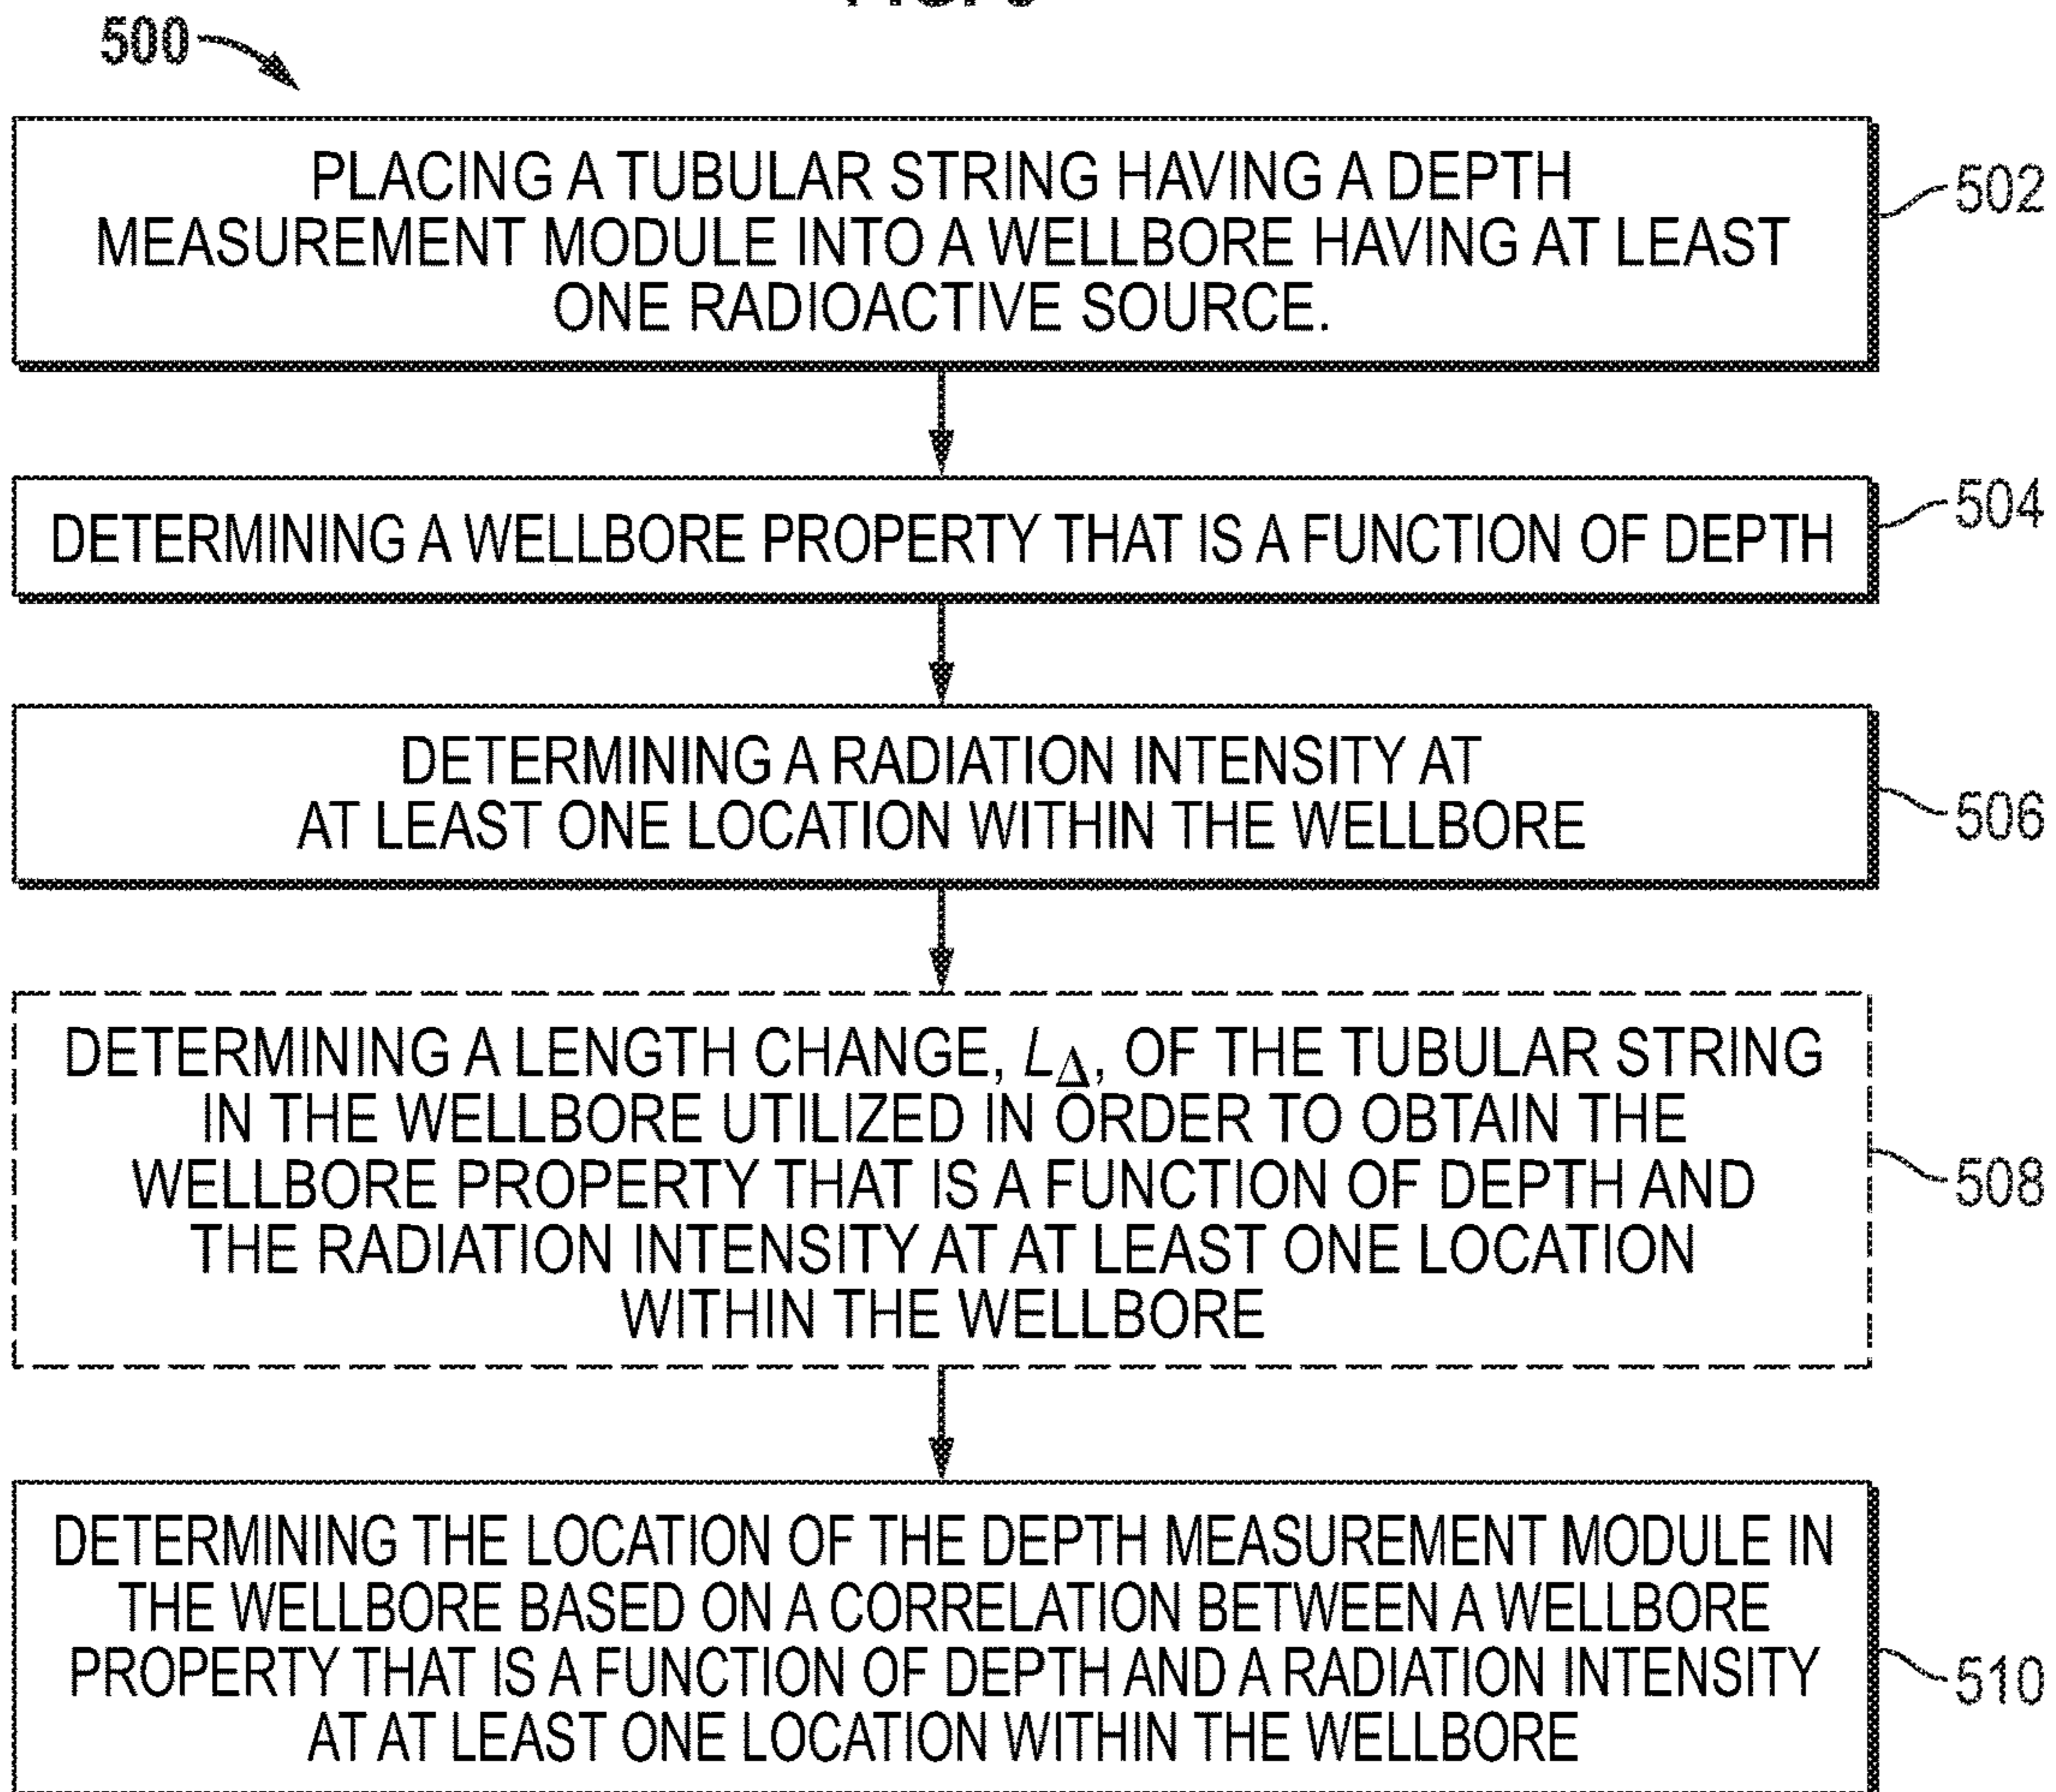 500
PLACING A TUBULAR STRING HAVING A DEPTH
MEASUREMENT MODULE INTO A WELLBORE HAVING AT LEAST
ONE RADIOACTIVE SOURCE.
502
DETERMINING A WELLBORE PROPERTY THAT IS A FUNCTION OF DEPTH
504
DETERMINING A RADIATION INTENSITY AT
AT LEAST ONE LOCATION WITHIN THE WELLBORE
506
DETERMINING A LENGTH CHANGE, LΔ, OF THE TUBULAR STRING
IN THE WELLBORE UTILIZED IN ORDER TO OBTAIN THE
WELLBORE PROPERTY THAT IS A FUNCTION OF DEPTH AND
THE RADIATION INTENSITY AT AT LEAST ONE LOCATION
WITHIN THE WELLBORE
508
DETERMINING THE LOCATION OF THE DEPTH MEASUREMENT MODULE IN
THE WELLBORE BASED ON A CORRELATION BETWEEN A WELLBORE
PROPERTY THAT IS A FUNCTION OF DEPTH AND A RADIATION INTENSITY
AT AT LEAST ONE LOCATION WITHIN THE WELLBORE
510